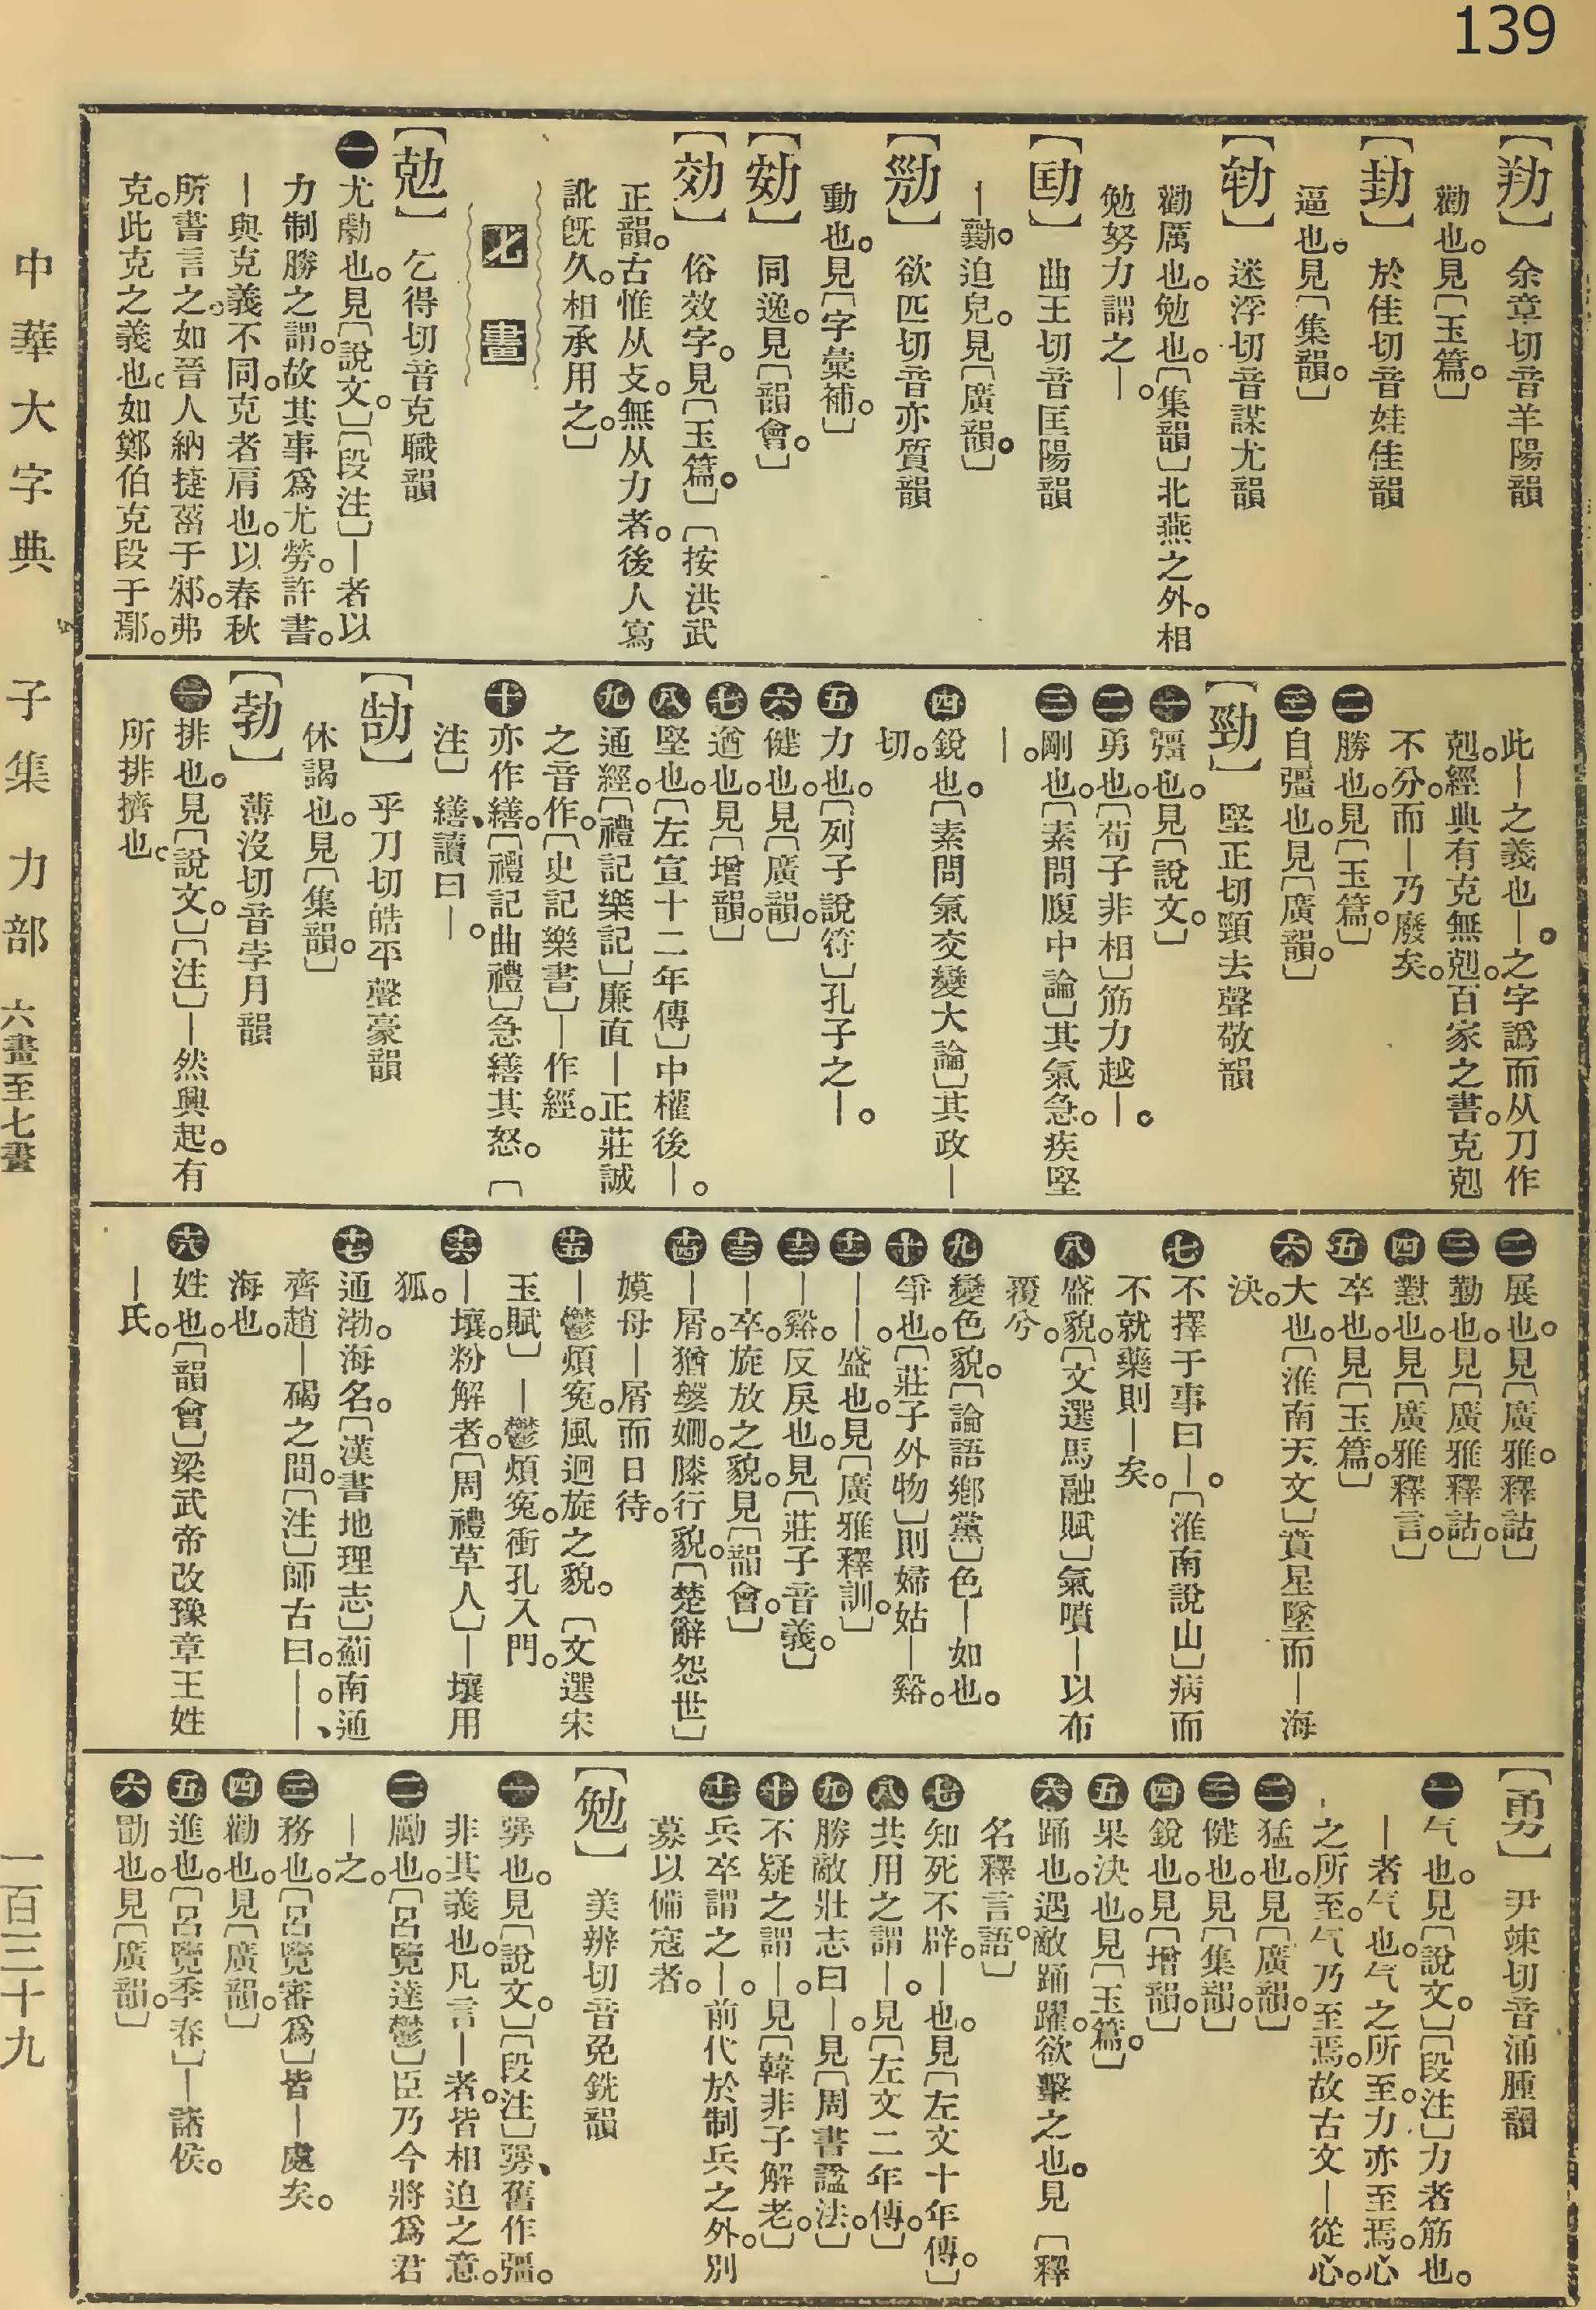 139
余章切音羊陽韻
勸也。見〔玉篇。〕
於佳切音娃佳韻
逼也。見〔集韻。〕
迷浮切音謀尤韻
勸厲也。勉也。〔集韻〕北燕之外。相
勉努力謂之｜。
【劻】曲王切音匡陽韻
｜勷。迫皃。見〔廣韻。〕
欲匹切音亦質韻
動也。見〔字彙補。〕
同逸。見〔韻會。〕
【効】俗效字。見〔玉篇。〕〔按洪武
正韻。古惟从攴。無从力者。後人寫
訛旣久。相承用之。〕
七畫
【勊】乞得切音克職韻
㊀尤勮也。見〔說文。〕〔段注〕｜者以
力制勝之謂。故其事爲尤勞。許書。
｜與克義不同。克者肩也。以春秋
所書言之。如晉人納捷菑于邾。弗
克。此克之義也。如鄭伯克段于鄢。
此｜之義也。｜之字譌而从刀作
剋。經典有克無剋。百家之書。克剋
不分。而｜乃廢矣。
㊁勝也。見〔玉篇。〕
㊂自彊也。見〔廣韻。〕
【勁】堅正切頸去聲敬韻
㊀彊也。見〔說文。〕
㊁勇也。〔荀子非相〕筋力越｜。
㊂剛也。〔素問腹中論〕其氣急。疾堅
｜。
㊃銳也。〔素問氣交變大論〕其政｜
切。
㊄力也。〔列子說符〕孔子之｜。
㊅健也。見〔廣韻。〕
㊆遒也。見〔增韻。〕
㊇堅也。〔左宣十二年傳〕中權後｜。
㊈通經。〔禮記樂記〕廉直｜正莊誠
之音作。〔史記樂書〕｜作經。
㊉亦作繕。〔禮記曲禮〕急繕其怒。〔
注〕繕、讀曰｜。
【勂】乎刀切皓平聲豪韻
休謁也。見〔集韻。〕
【勃】薄沒切音孛月韻
㊀排也。見〔說文。〕〔注〕｜然興起。有
所排擠也。
㊁展也。見〔廣雅。釋詁〕
㊂勤也。見〔廣雅釋詁。〕
㊃懟也。見〔廣雅釋言。〕
㊄卒也。見〔玉篇。〕
㊅大也。〔淮南天文〕賁星墜而｜海
決。
㊆不擇于事曰｜。〔淮南說山〕病而
不就藥則｜矣。
㊇盛貌。〔文選馬融賦〕氣噴｜以布
覆兮。
㊈變色貌。〔論語鄉黨〕色｜如也。
㊉爭也。〔莊子外物〕則婦姑｜谿。
十一｜｜。盛也。見〔廣雅釋訓。〕
十二｜谿。反戾也。見〔莊子音義。〕
十三｜卒。旋放之貌。見〔韻會。〕
十四｜屑。猶媻姍。膝行貌。〔楚辭怨世〕
嫫母｜屑而日待。
十五｜鬱煩冤。風迴旋之貌。〔文選宋
玉賦〕｜鬱煩冤。衝孔入門。
十六｜壤。粉解者。〔周禮草人〕｜壤用
狐。
十七通渤。海名。〔漢書地理志〕薊南通
齊趙｜碣之間。〔注〕師古曰。｜。｜、
海也。
十八姓也。〔韻會〕梁武帝改豫章王姓
｜氏。
【勇】尹竦切音涌腫韻
㊀气也。見〔說文。〕〔段注〕力者筋也。
｜者气也。气之所至。力亦至焉。心
之所至。气乃至焉。故古文｜從心。
㊁猛也。見〔廣韻。〕
㊂健也。見〔集韻。〕
㊃銳也。見〔增韻。〕
㊄果決也。見〔玉篇。〕
㊅踊也。遇敵踊躍。欲擊之也。見〔釋
名釋言語。〕
㊆知死不辟。｜也。見〔左文十年傳。〕
㊇共用之謂｜。見〔左文二年傳。〕
㊈勝敵壯志曰｜。見〔周書諡法。〕
㊉不疑之謂｜。見〔韓非子解老。〕
十一兵卒謂之｜。前代於制兵之外。別
募以備寇者。
【勉】美辨切音免銑韻
㊀勥也。見〔說文。〕〔段注〕勥、舊作彊。
非其義也。凡言｜者。皆相迫之意。
㊁勵也。〔呂覽達鬱〕臣乃今將爲君
｜之。
㊂務也。〔呂覽審爲〕皆｜處矣。
㊃勸也。見〔廣韻。〕
㊄進也。〔呂覽季春〕｜諸侯。
㊅勖也。見〔廣韻。〕
中華大字典 子集 力部 六畫至七畫 一百三十九